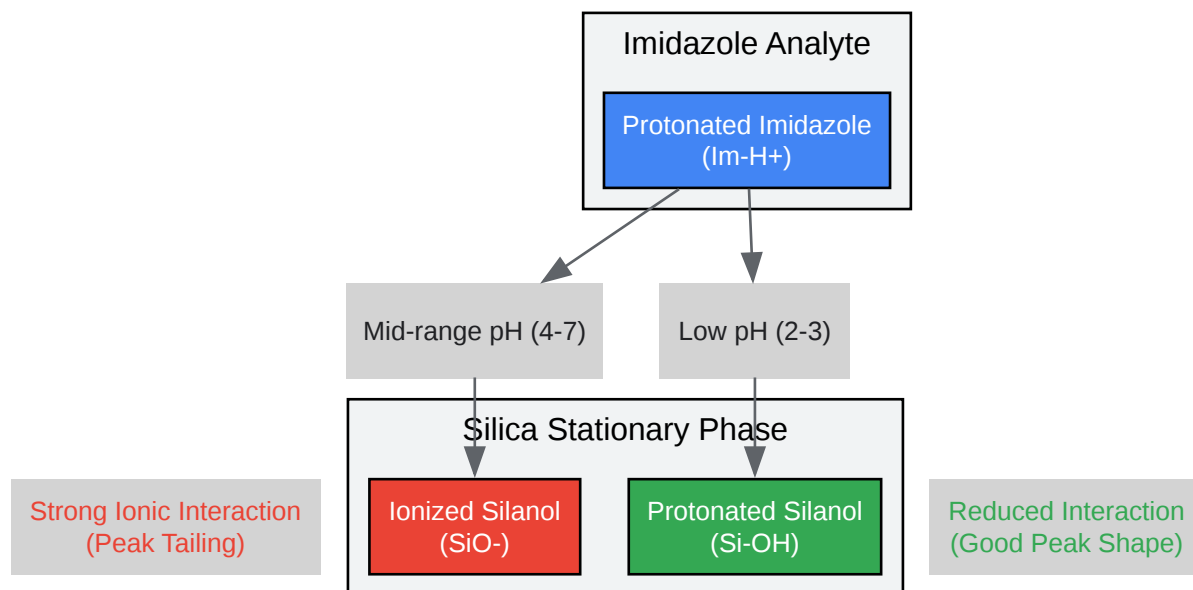 Imidazole Analyte
Protonated Imidazole
(Im-H+)
Mid-range pH (4-7)
Low pH (2-3)
Silica Stationary Phase
Strong Ionic Interaction
(Peak Tailing)
Ionized Silanol
(SiO-)
Protonated Silanol
(Si-OH)
Reduced Interaction
(Good Peak Shape)